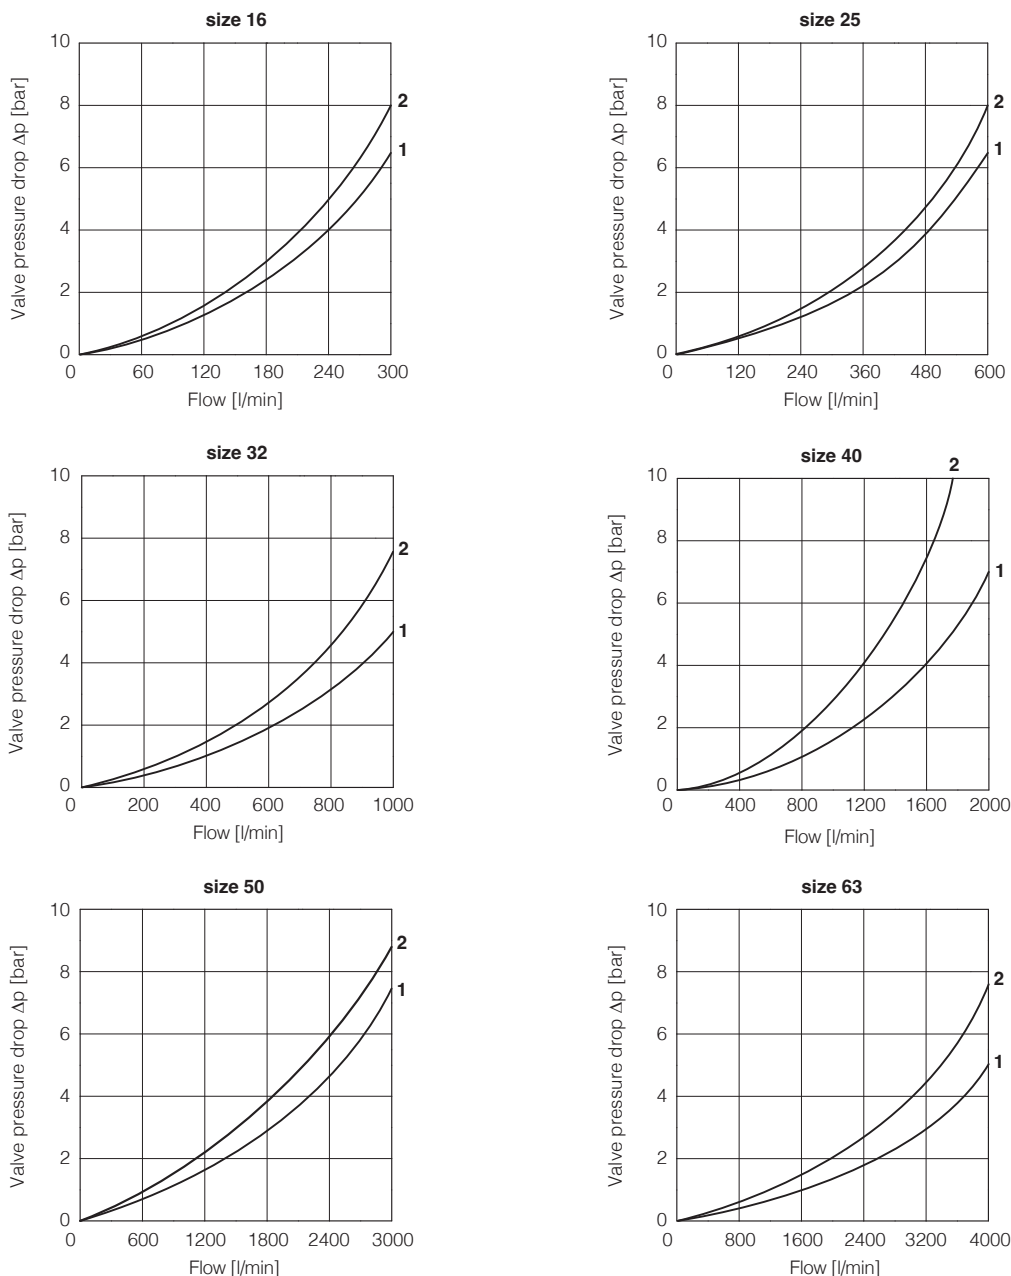 size 16
Valve pressure drop Δp [bar]
10
8
6
4
2
0
2
1
0 60 120 180 240 300
Flow [l/min]
size 25
Valve pressure drop Δp [bar]
10
8
6
4
2
0
2
1
0 120 240 360 480 600
Flow [l/min]
size 32
Valve pressure drop Δp [bar]
10
8
6
4
2
0
2
1
0 200 400 600 800 1000
Flow [l/min]
size 40
Valve pressure drop Δp [bar]
2
10
8
6
4
2
0
1
0 400 800 1200 1600 2000
Flow [l/min]
size 50
Valve pressure drop Δp [bar]
10
8
6
4
2
0
2
1
0 600 1200 1800 2400 3000
Flow [l/min]
size 63
Valve pressure drop Δp [bar]
10
8
6
4
2
0
2
1
0 800 1600 2400 3200 4000
Flow [l/min]